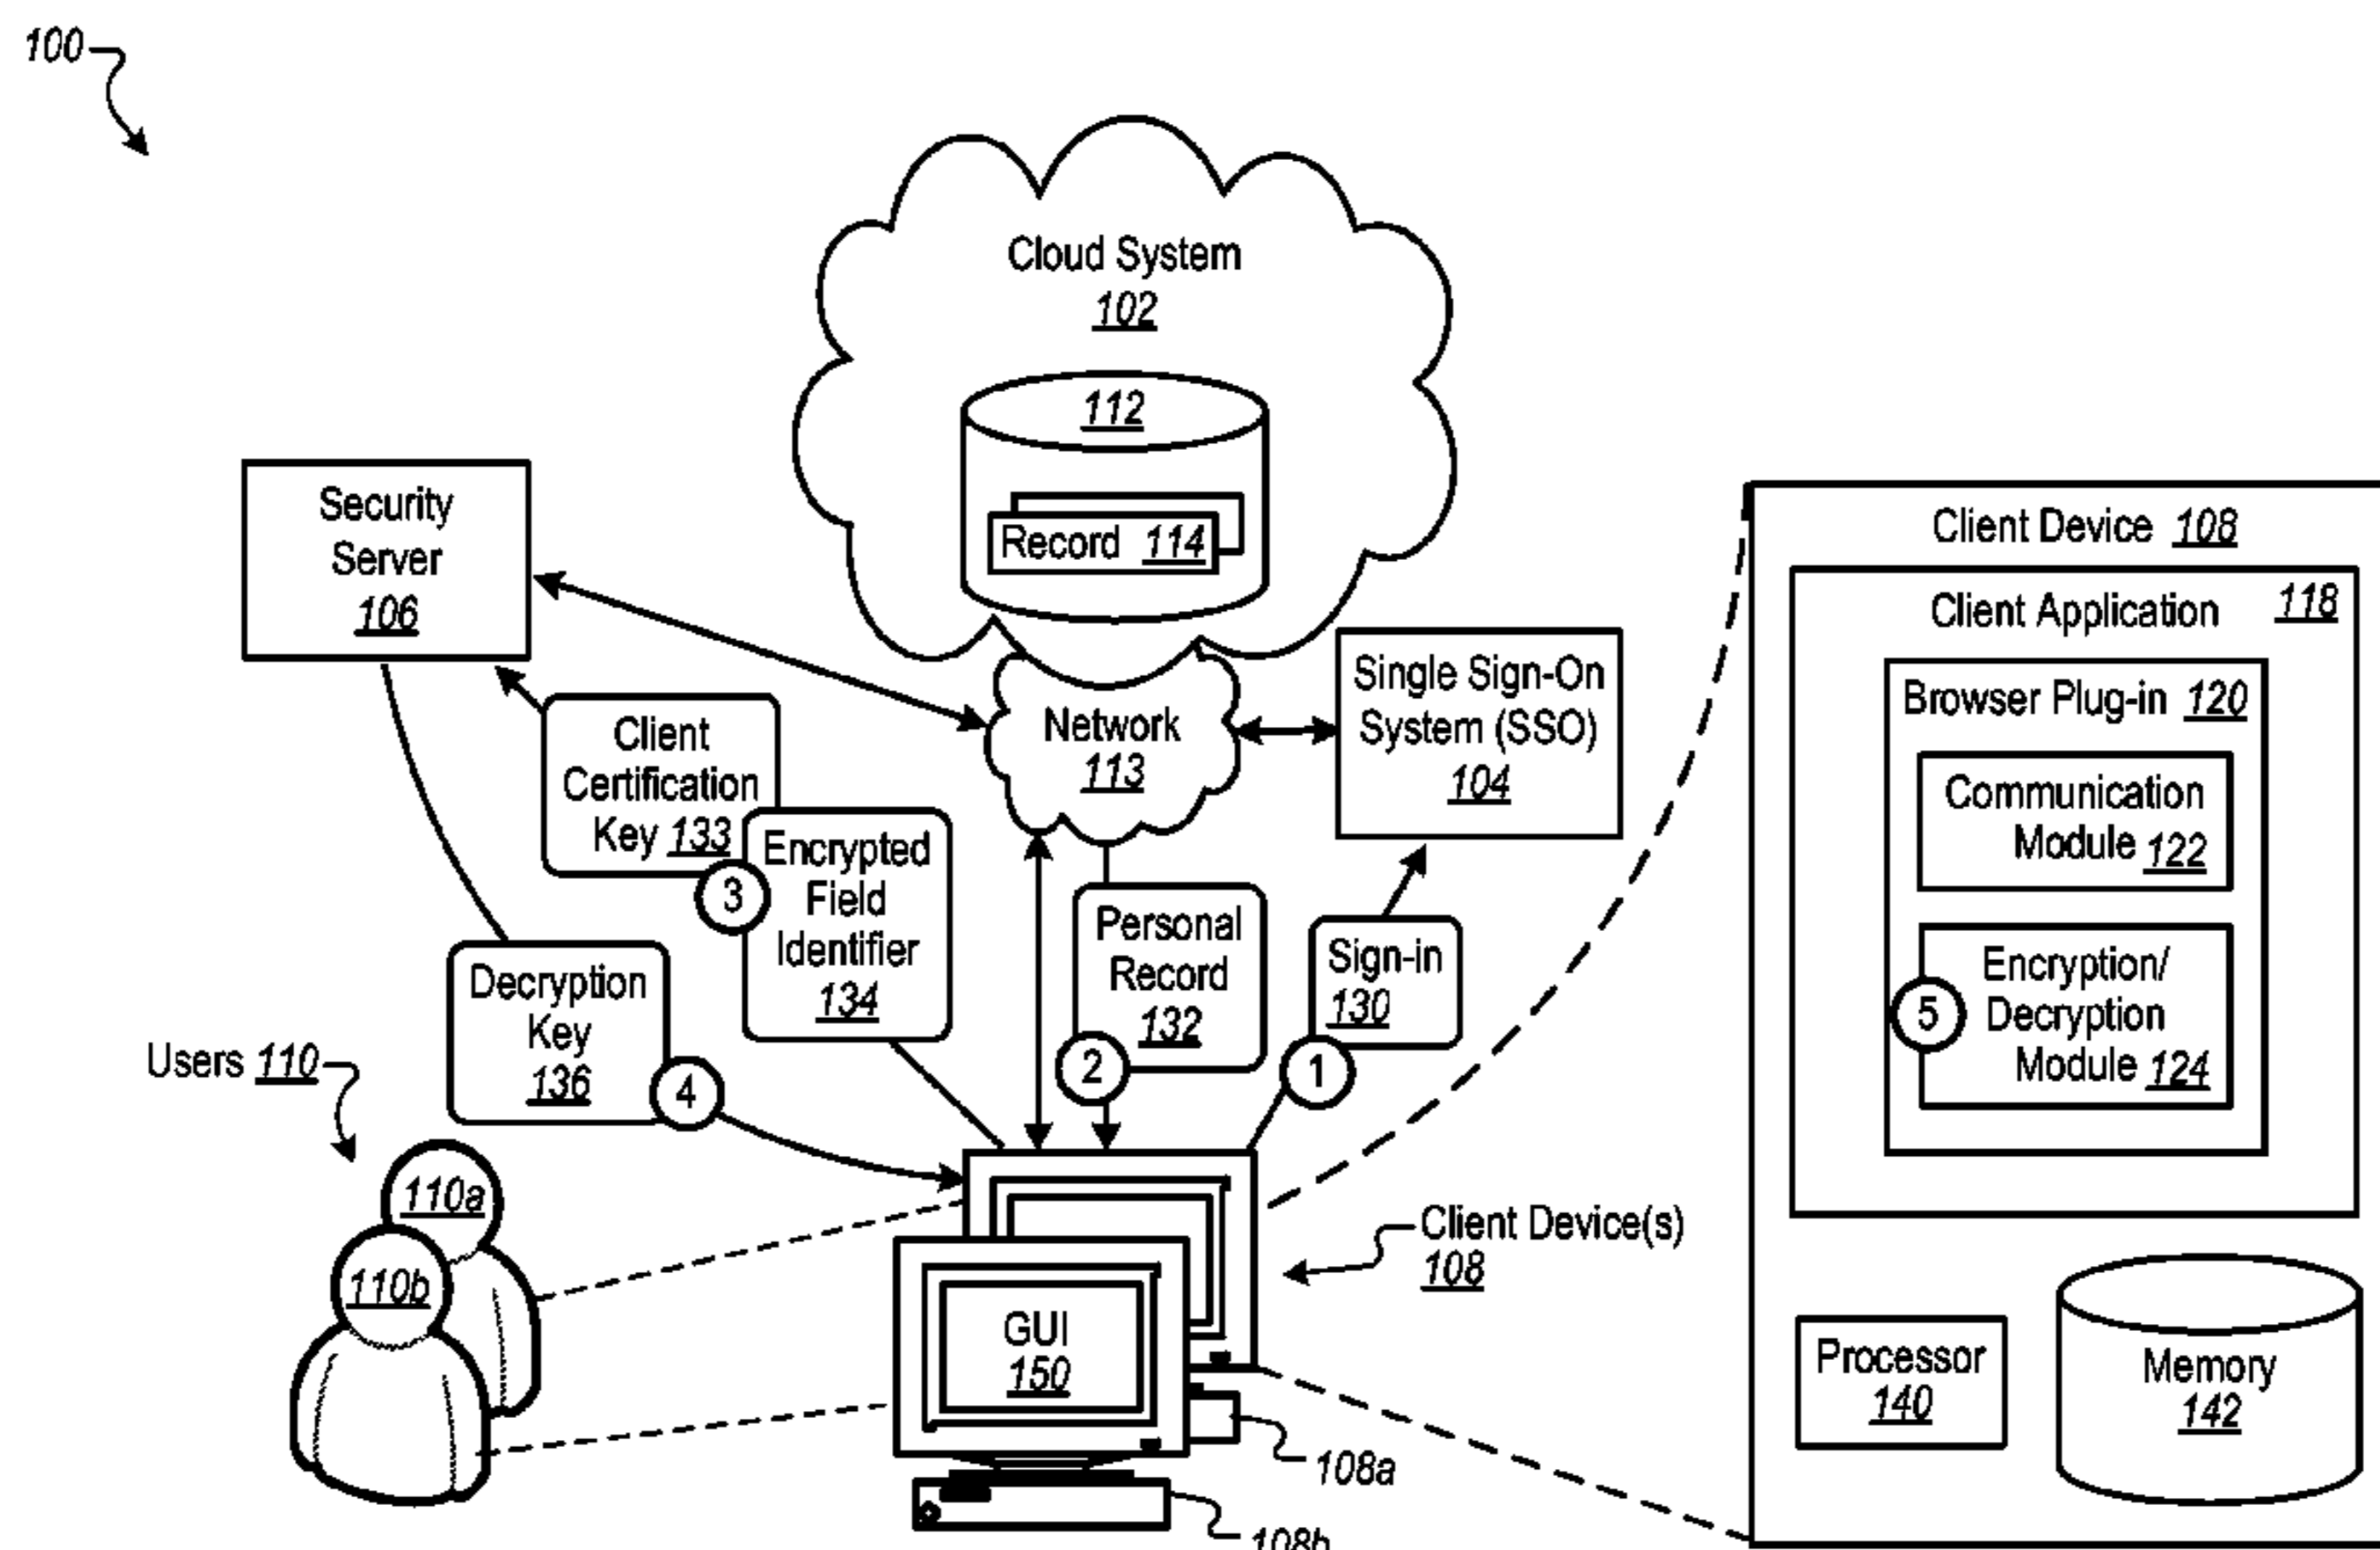 100
Cloud System
102
112
Record 114
Security
Server
106
Client
Certification
Key 133
3
Encrypted
Field
Identifier
134
Network
113
Single Sign-On
System (SSO)
104
Personal
Record
132
2
Sign-in
130
1
Decryption
Key
136
4
Users 110
110a
110b
GUI
150
Client Device(s)
108
108a
108b
Client Device 108
Client Application 118
Browser Plug-in 120
Communication
Module 122
Encryption/
Decryption
Module 124
5
Processor
140
Memory
142